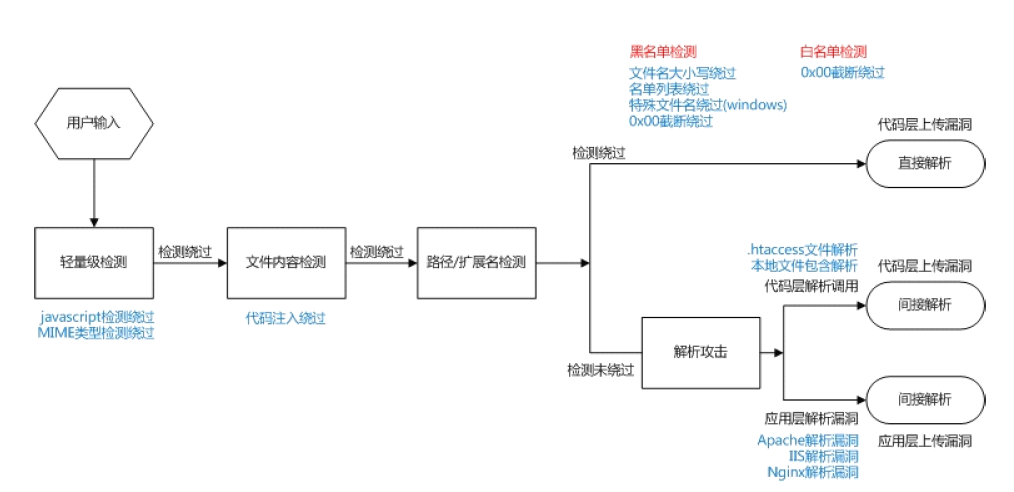 黑名单检测
文件名大小写绕过
名单列表绕过
特殊文件名绕过(windows)
0x00截断绕过
白名单检测
0x00截断绕过
用户输入
代码层上传漏洞
检测绕过
直接解析
轻量级检测
检测绕过
文件内容检测
检测绕过
路径/扩展名检测
javascript检测绕过
MIME类型检测绕过
代码注入绕过
.htaccess文件解析
本地文件包含解析
代码层解析调用
代码层上传漏洞
间接解析
检测未绕过
解析攻击
间接解析
应用层解析漏洞
Apache解析漏洞
IIS解析漏洞
Nginx解析漏洞
应用层上传漏洞